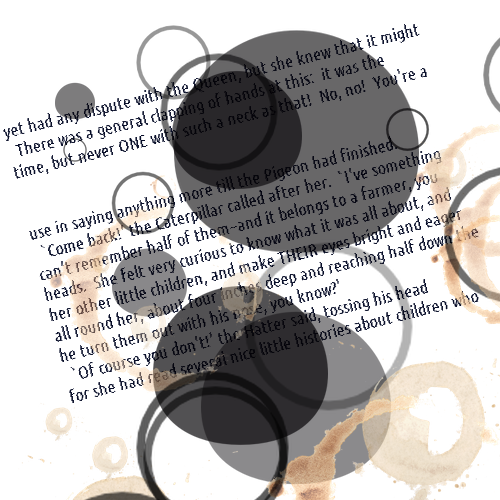 yet had any dispute with the Queen, but she knew that it might
There was a general clapping of hands at this: it was the
time, but never ONE with such a neck as that! No, no! You're a
use in saying anything more till the Pigeon had finished.
`Come back!' the Caterpillar called after her. `I've something
can't remember half of them--and it belongs to a farmer, you
heads. She felt very curious to know what it was all about, and
her other little children, and make THEIR eyes bright and eager
all round her, about four inches deep and reaching half down the
he turn them out with his nose, you know?'
`Of course you don't!' the Hatter said, tossing his head
for she had read several nice little histories about children who